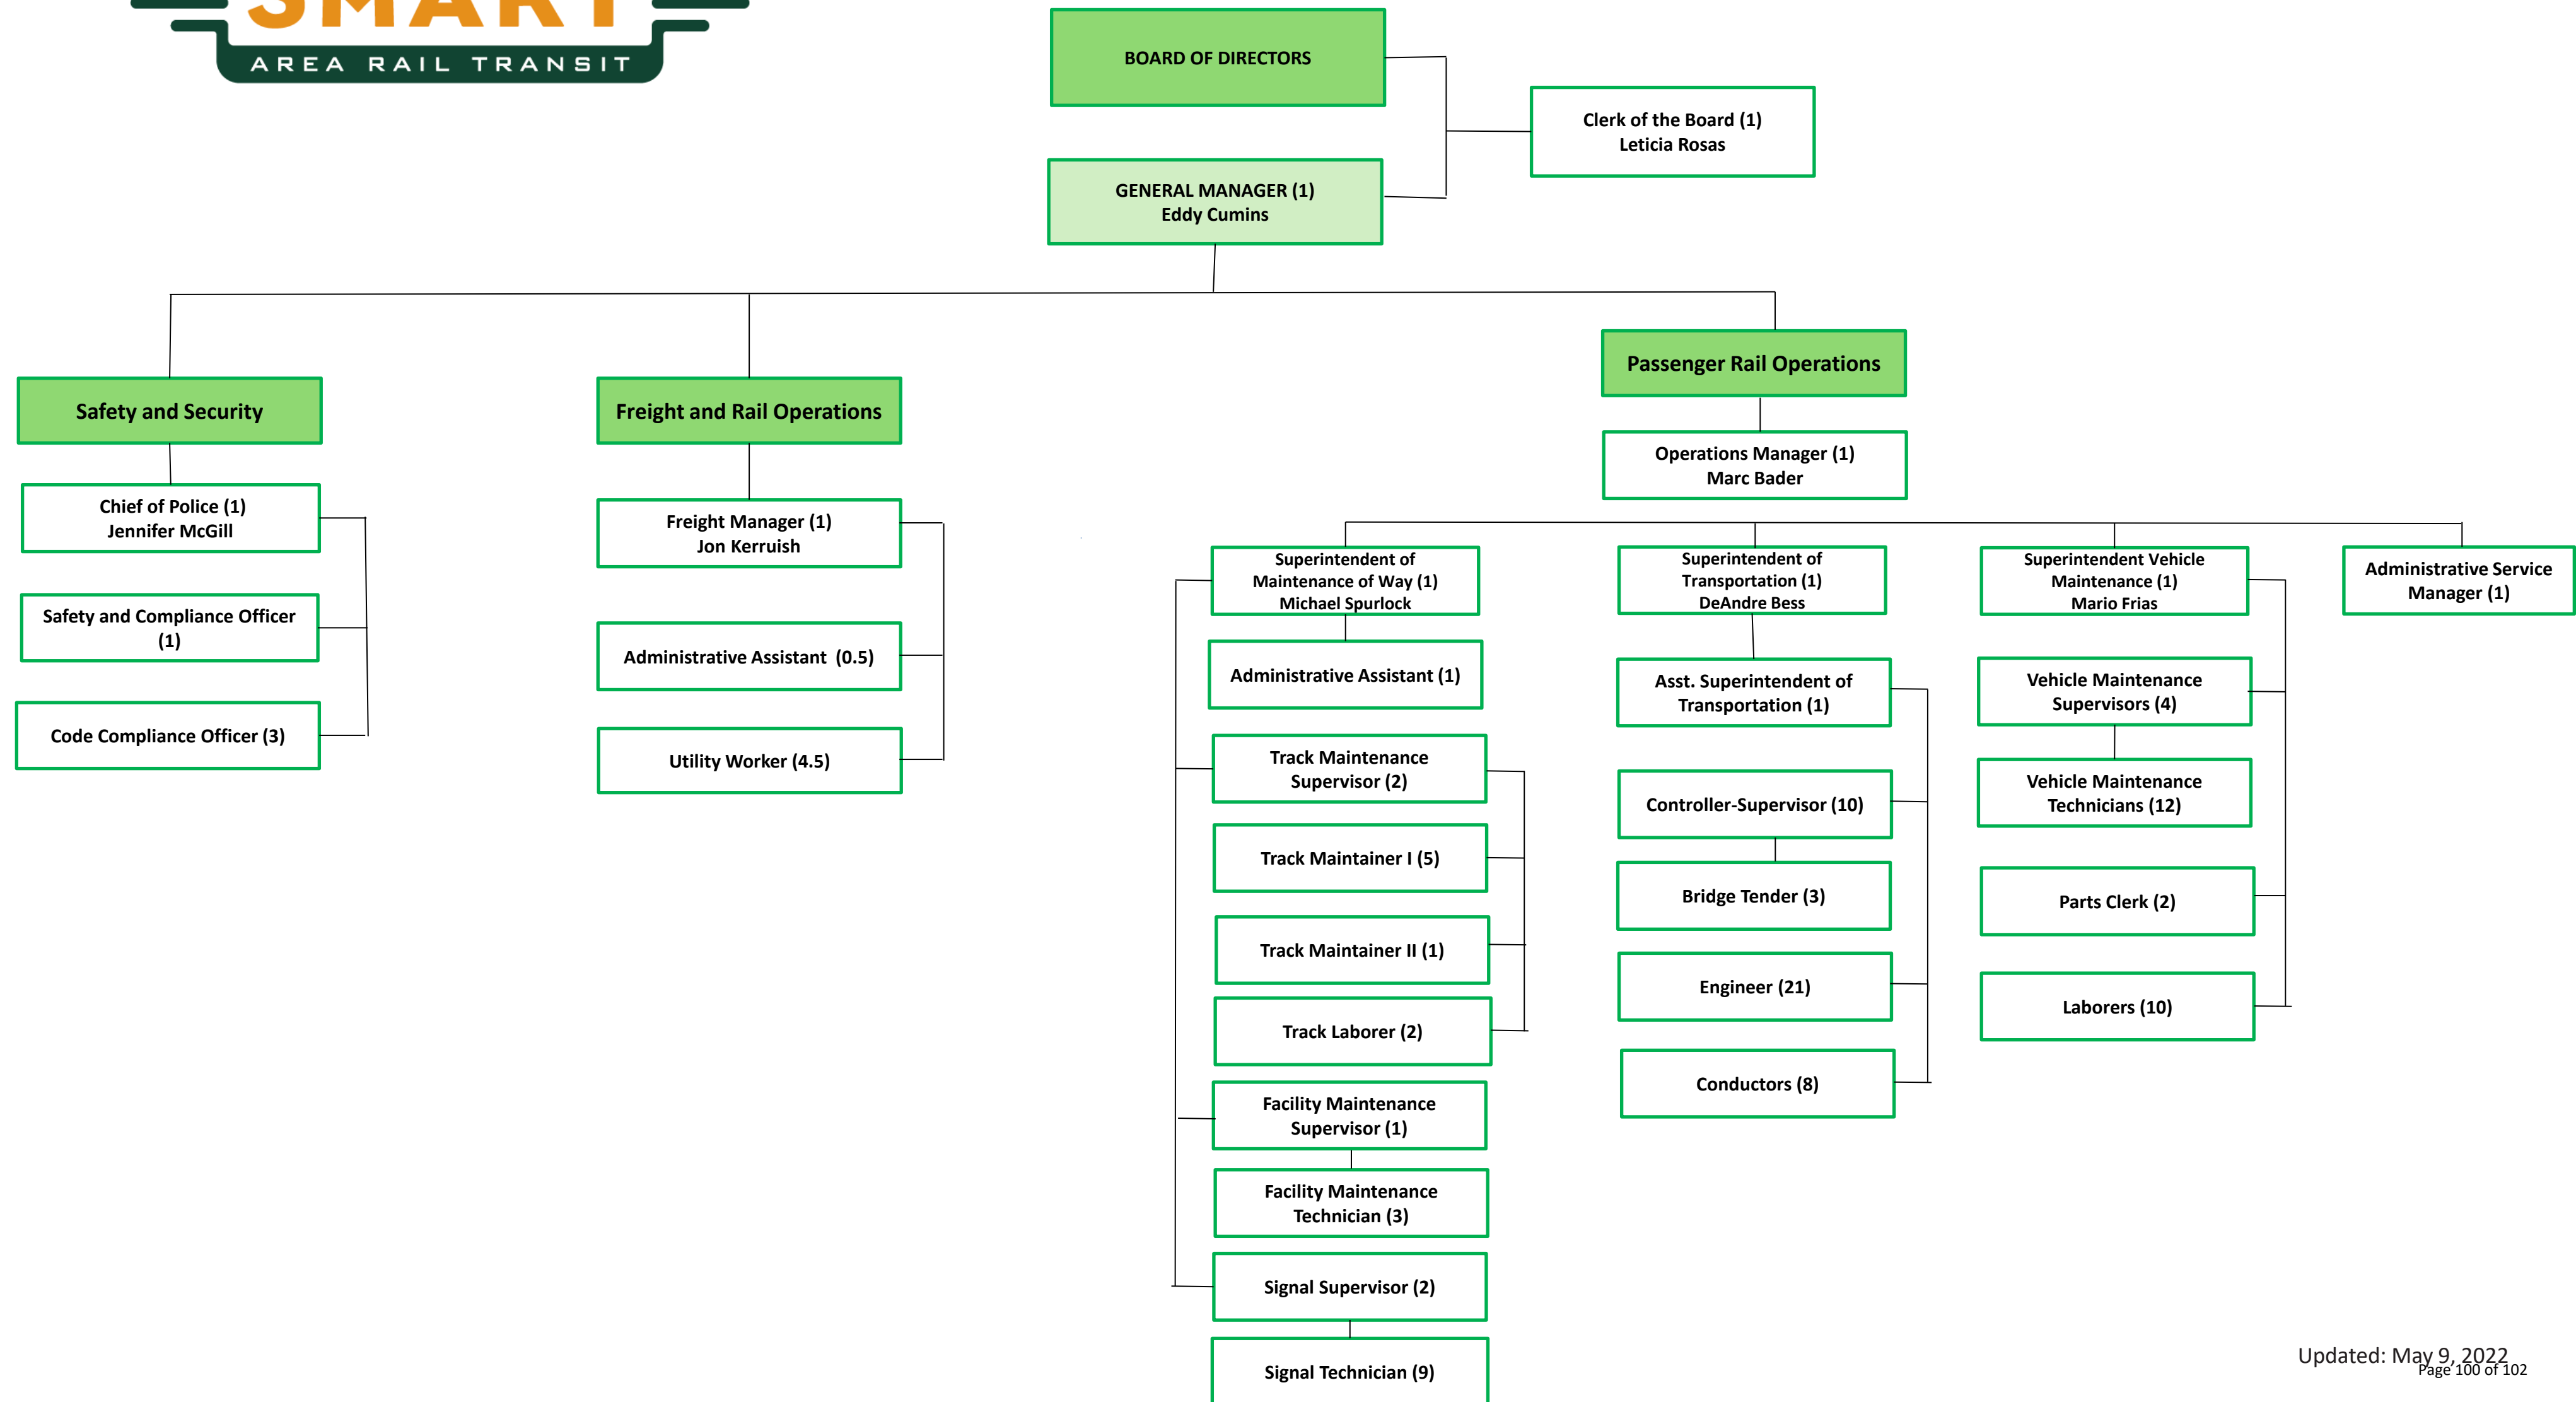 SMART
AREA RAIL TRANSIT
BOARD OF DIRECTORS
Clerk of the Board (1)
Leticia Rosas
GENERAL MANAGER (1)
Eddy Cumins
Safety and Security
Chief of Police (1)
Jennifer McGill
Safety and Compliance Officer
(1)
Code Compliance Officer (3)
Freight and Rail Operations
Freight Manager (1)
Jon Kerruish
Administrative Assistant (0.5)
Utility Worker (4.5)
Passenger Rail Operations
Operations Manager (1)
Marc Bader
Superintendent of
Maintenance of Way (1)
Michael Spurlock
Administrative Assistant (1)
Track Maintenance
Supervisor (2)
Track Maintainer I (5)
Track Maintainer II (1)
Track Laborer (2)
Facility Maintenance
Supervisor (1)
Facility Maintenance
Technician (3)
Signal Supervisor (2)
Signal Technician (9)
Superintendent of
Transportation (1)
DeAndre Bess
Asst. Superintendent of
Transportation (1)
Controller-Supervisor (10)
Bridge Tender (3)
Engineer (21)
Conductors (8)
Superintendent Vehicle
Maintenance (1)
Mario Frias
Vehicle Maintenance
Supervisors (4)
Vehicle Maintenance
Technicians (12)
Parts Clerk (2)
Laborers (10)
Administrative Service
Manager (1)
Updated: May 9, 2022
Page 100 of 102